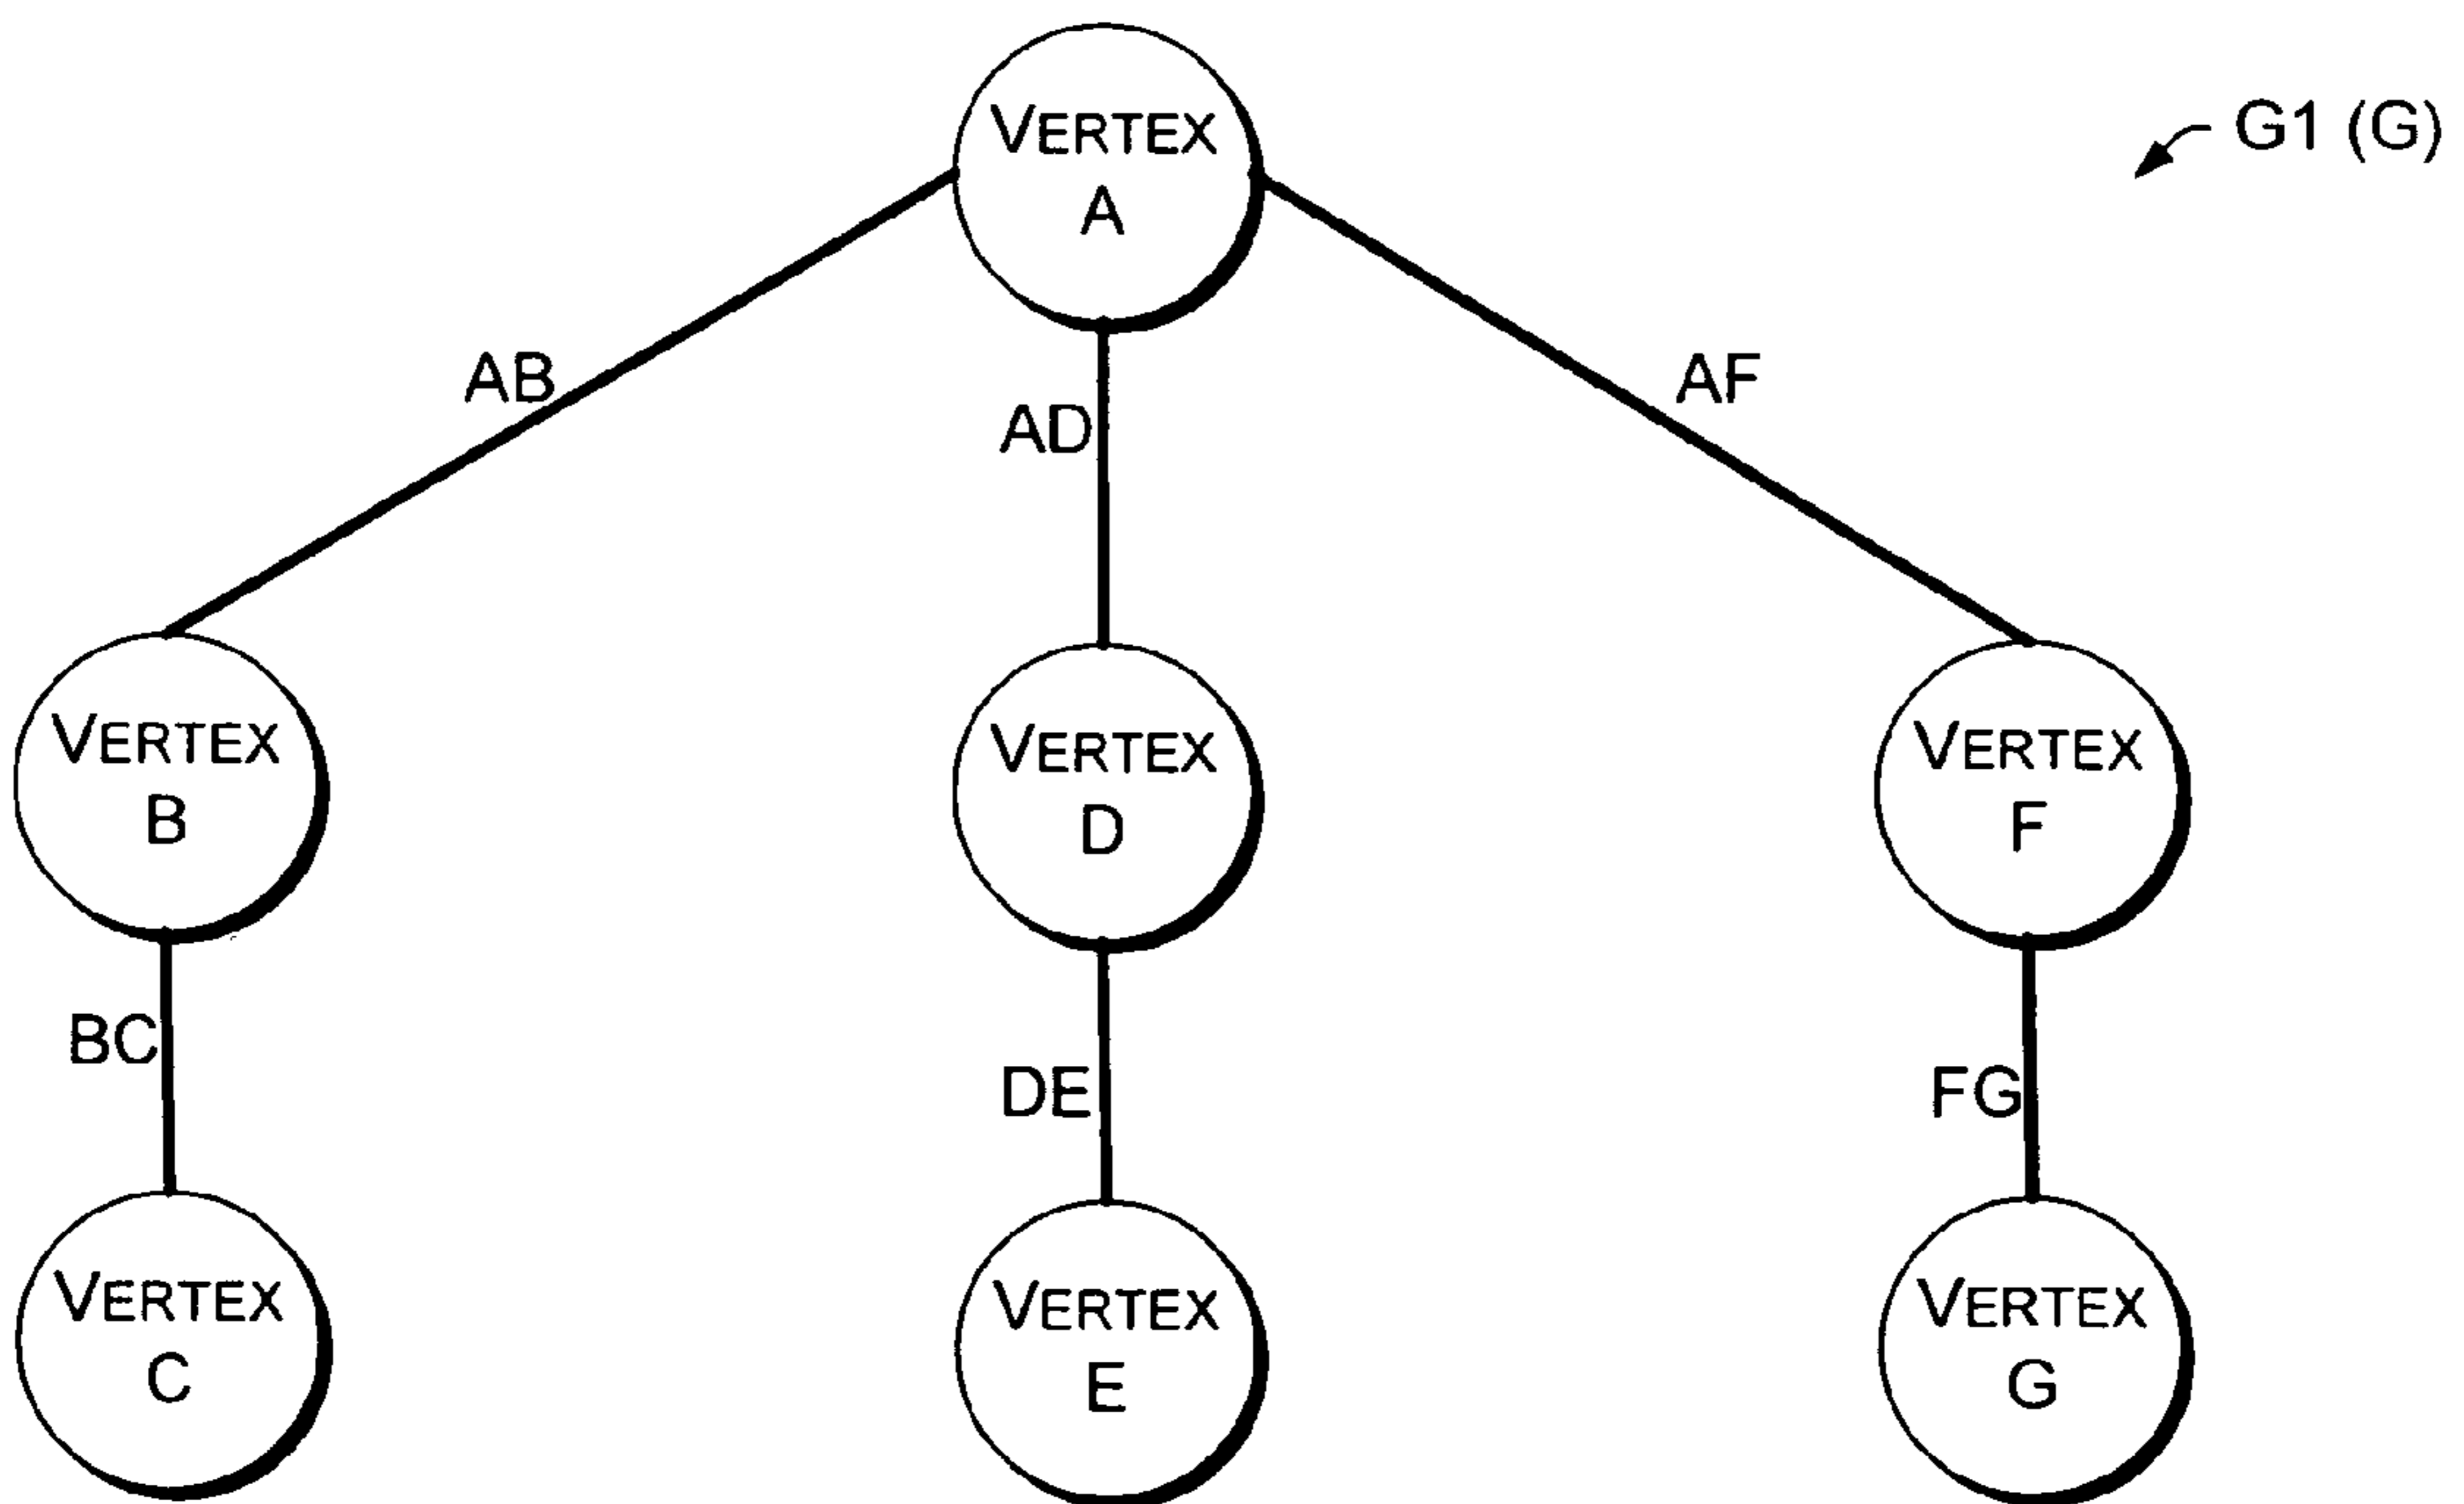 VERTEX
A
G1 (G)
AB
AD
AF
VERTEX
B
VERTEX
D
VERTEX
F
BC
DE
FG
VERTEX
C
VERTEX
E
VERTEX
G